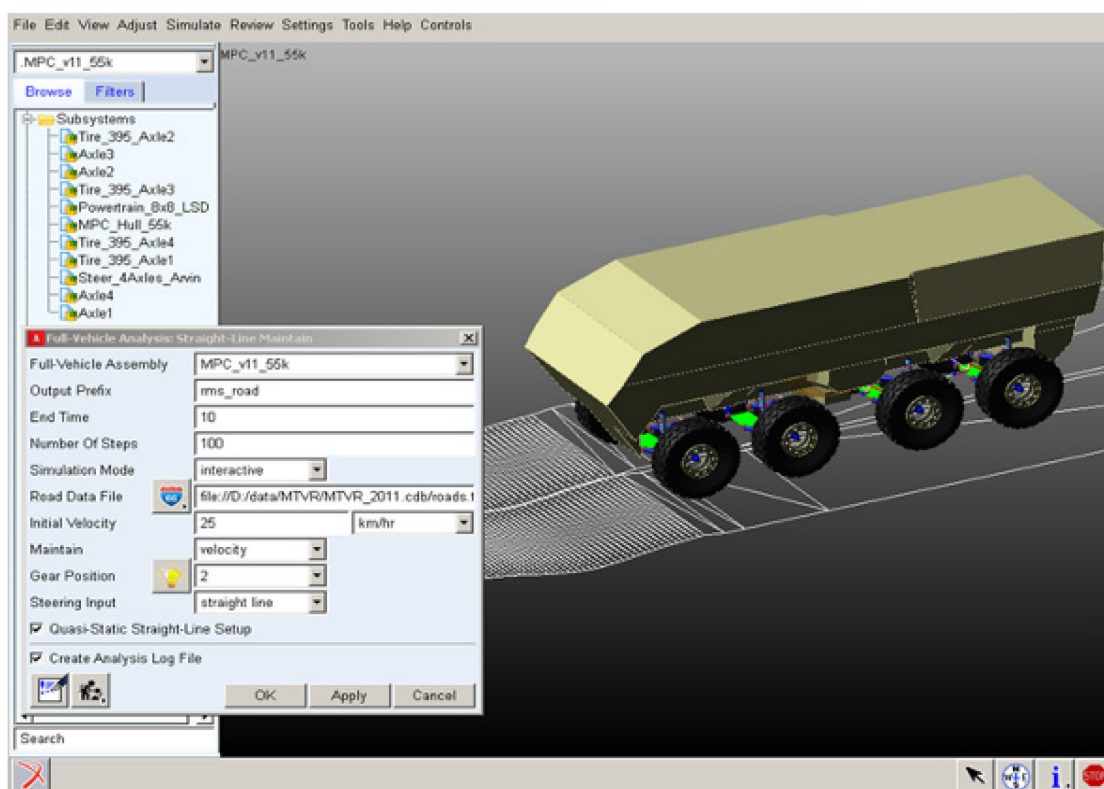 File Edit View Adjust Simulate Review Settings Tools Help Controls
.MPC_v11_55k
MPC_v11_55k
Browse Filters
Subsystems
Tire_395_Axle2
Axle3
Axle2
Tire_395_Axle3
Powertrain_8x8_LSD
MPC_Hull_55k
Tire_395_Axle4
Tire_395_Axle1
Steer_4Axles_Arvin
Axle4
Axle1
Full-Vehicle Analysis: Straight-Line Maintain
Full-Vehicle Assembly MPC_v11_55k
Output Prefix rms_road
End Time 10
Number Of Steps 100
Simulation Mode interactive
Road Data File 66 file://D:/data/MTVR/MTVR_2011.cdb/roads.t
Initial Velocity 25 km/hr
Maintain velocity
Gear Position 2
Steering Input straight line
Quasi-Static Straight-Line Setup
Create Analysis Log File
OK Apply Cancel
Search
N
W E
S
i
STOP